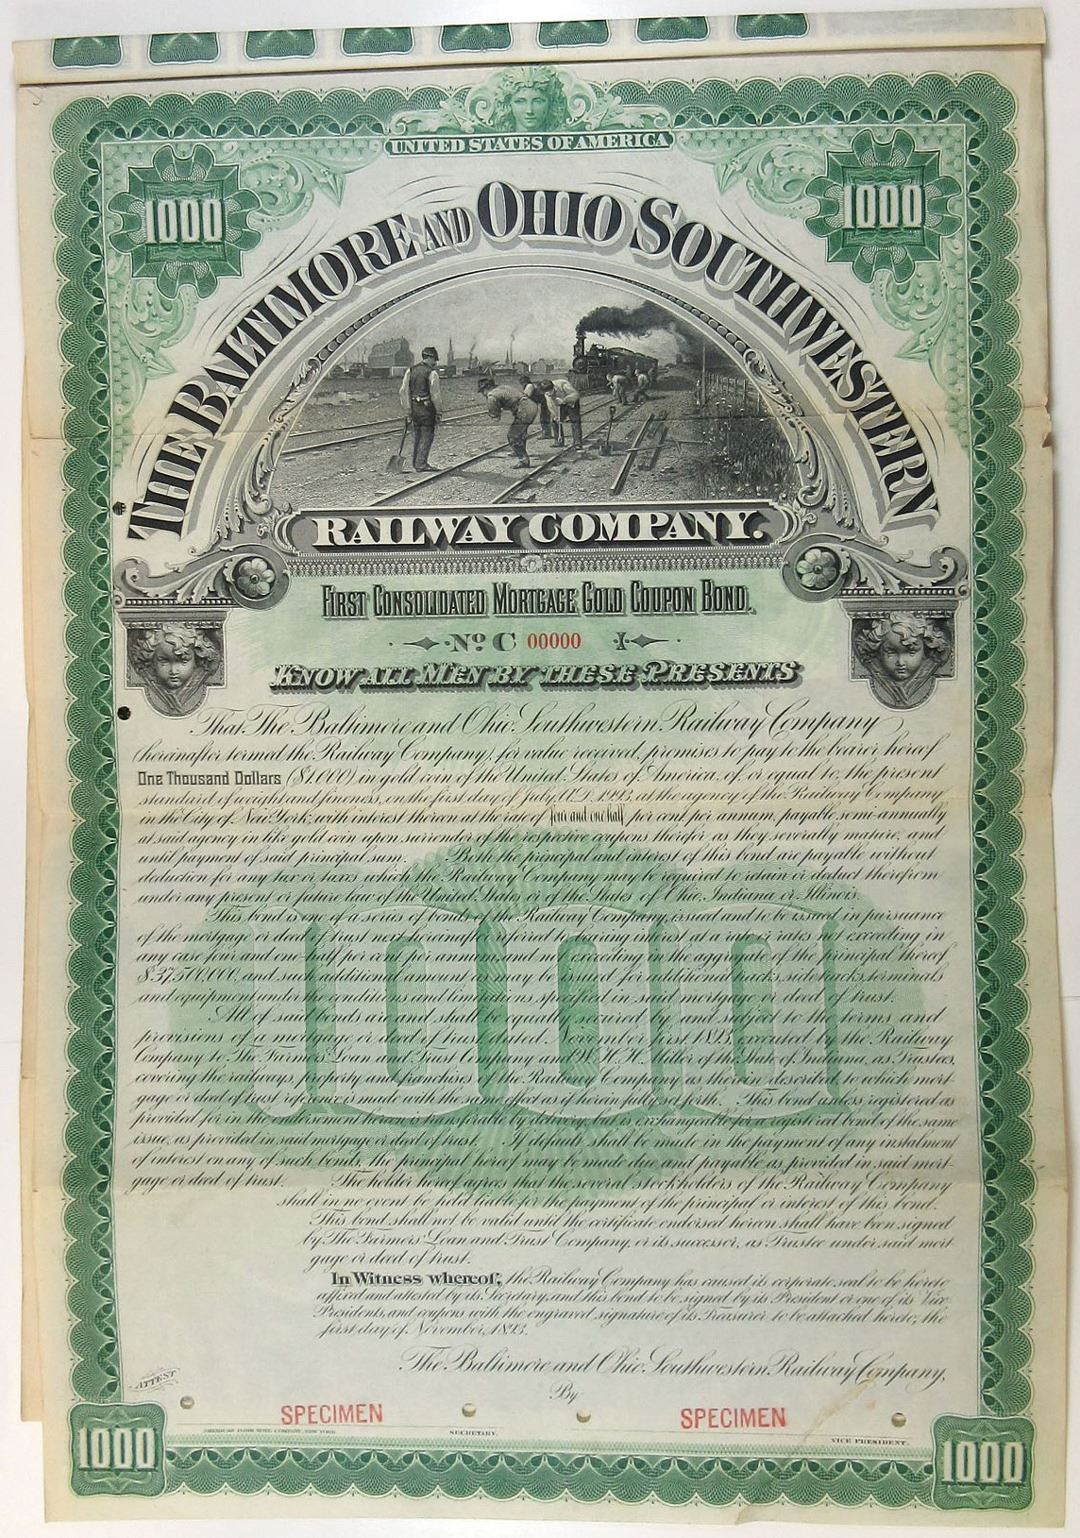 UNITED STATES OF AMERICA
1000
1000
THE BALTIMORE AND OHIO SOUTHWESTERN
RAILWAY COMPANY.
FIRST CONSOLIDATED MORTGAGE GOLD COUPON BOND.
No C 00000
KNOW ALL MEN BY THESE PRESENTS
That The Baltimore and Ohio Southwestern Railway Company
(hereinafter termed the Railway Company), for value received, promises to pay to the bearer hereof
One Thousand Dollars ($1,000) in gold coin of the United States of America, of, or equal to, the present
standard of weight and fineness, on the first day of July, A.D. 1993, at the agency of the Railway Company
in the City of New York, with interest thereon at the rate of four and one half per cent. per annum, payable semi-annually
at said agency in like gold coin upon surrender of the respective coupons therefor as they severally mature, and
until payment of said principal sum. Both the principal and interest of this bond are payable without
deduction for any tax or taxes which the Railway Company may be required to retain or deduct therefrom
under any present or future law of the United States or of the States of Ohio, Indiana or Illinois.
This bond is one of a series of bonds of the Railway Company, issued and to be issued in pursuance
of the mortgage or deed of trust next hereinafter referred to bearing interest at a rate or rates not exceeding in
any case four and one-half per cent. per annum, and not exceeding in the aggregate of the principal thereof
$37,500,000, and such additional amount as may be issued for additional tracks, sidetracks, terminals
and equipment under the conditions and limitations specified in said mortgage or deed of trust.
All of said bonds are and shall be equally secured by, and subject to the terms and
provisions of a mortgage or deed of trust dated November first, 1893, executed by the Railway
Company to The Farmers' Loan and Trust Company and W. H. H. Miller of the State of Indiana, as Trustees,
covering the railways, property and franchises of the Railway Company as therein described, to which mort-
gage or deed of trust reference is made with the same effect as if herein fully set forth. This bond unless registered as
provided for in the endorsement hereon is transferable by delivery, but is exchangeable for a registered bond of the same
issue, as provided in said mortgage or deed of trust. If default shall be made in the payment of any instalment
of interest on any of such bonds, the principal hereof may be made due and payable as provided in said mort-
gage or deed of trust. The holder hereof agrees that the several stockholders of the Railway Company
shall in no event be held liable for the payment of the principal or interest of this bond.
This bond shall not be valid until the certificate endorsed hereon shall have been signed
by The Farmers' Loan and Trust Company, or its successor, as Trustee under said mort-
gage or deed of trust.
In Witness whereof, the Railway Company has caused its corporate seal to be hereto
affixed and attested by its Secretary, and this bond to be signed by its President or one of its Vice
Presidents, and coupons with the engraved signature of its Treasurer to be attached hereto, the
first day of November, 1893.
The Baltimore and Ohio Southwestern Railway Company,
ATTEST
By
SPECIMEN
SPECIMEN
AMERICAN BANK NOTE COMPANY, NEW YORK.
SECRETARY.
VICE PRESIDENT.
1000
1000